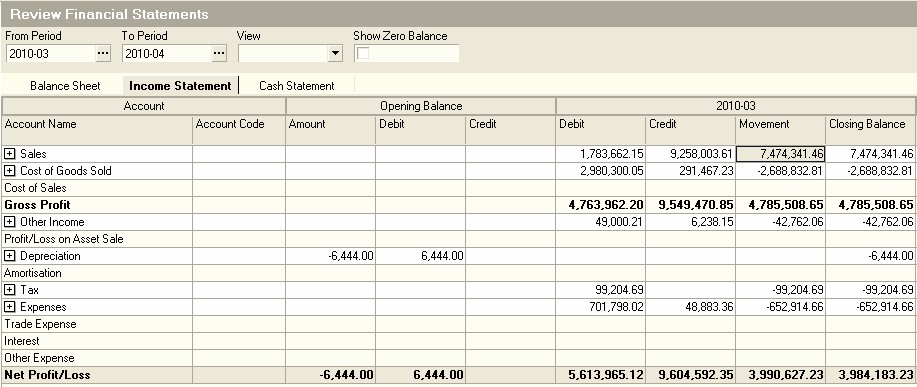 Review Financial Statements
From Period To Period View Show Zero Balance
2010-03 ... 2010-04 ...
Balance Sheet Income Statement Cash Statement
Account Opening Balance 2010-03
Account Name Account Code Amount Debit Credit Debit Credit Movement Closing Balance
Sales 1,783,662.15 9,258,003.61 7,474,341.46 7,474,341.46
Cost of Goods Sold 2,980,300.05 291,467.23 -2,688,832.81 -2,688,832.81
Cost of Sales
Gross Profit 4,763,962.20 9,549,470.85 4,785,508.65 4,785,508.65
Other Income 49,000.21 6,238.15 -42,762.06 -42,762.06
Profit/Loss on Asset Sale
Depreciation -6,444.00 6,444.00 -6,444.00
Amortisation
Tax 99,204.69 -99,204.69 -99,204.69
Expenses 701,798.02 48,883.36 -652,914.66 -652,914.66
Trade Expense
Interest
Other Expense
Net Profit/Loss -6,444.00 6,444.00 5,613,965.12 9,604,592.35 3,990,627.23 3,984,183.23